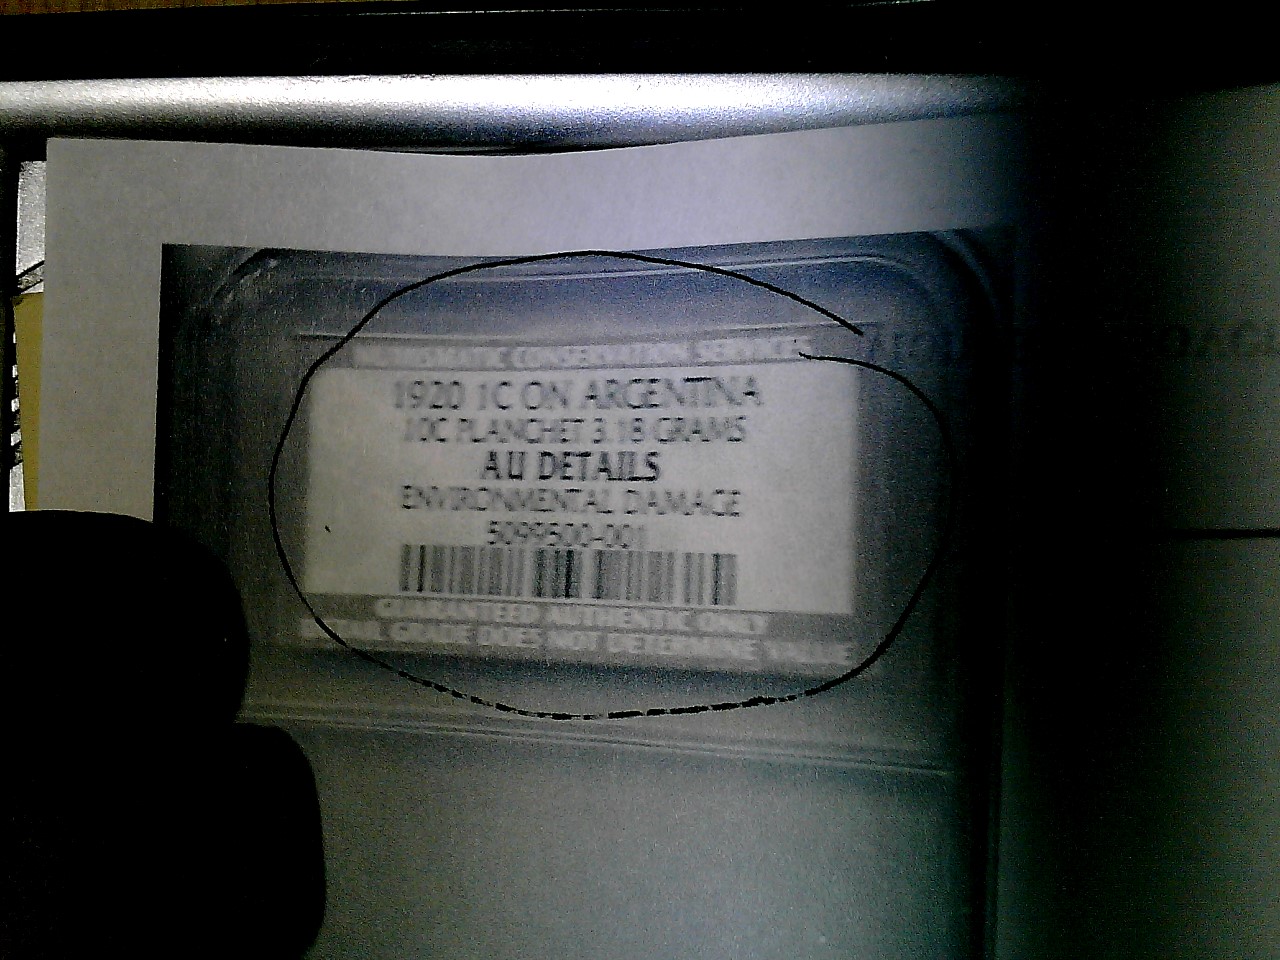 NUMISMATIC CONSERVATION SERVICES
1920 1C ON ARGENTINA
10C PLANCHET 3.18 GRAMS
AU DETAILS
ENVIRONMENTAL DAMAGE
5099500-001
GUARANTEED AUTHENTIC ONLY
DETAIL GRADE DOES NOT DETERMINE VALUE